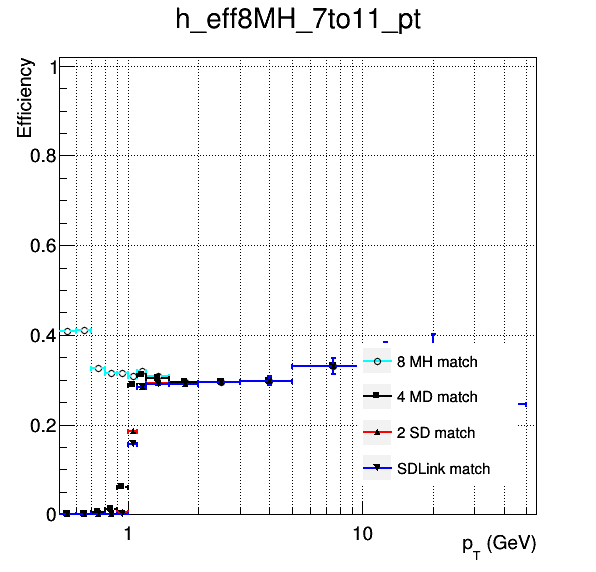 h_eff8MH_7to11_pt
Efficiency
1
0.8
0.6
0.4
0.2
0
8 MH match
4 MD match
2 SD match
SDLink match
1
10
p_T (GeV)